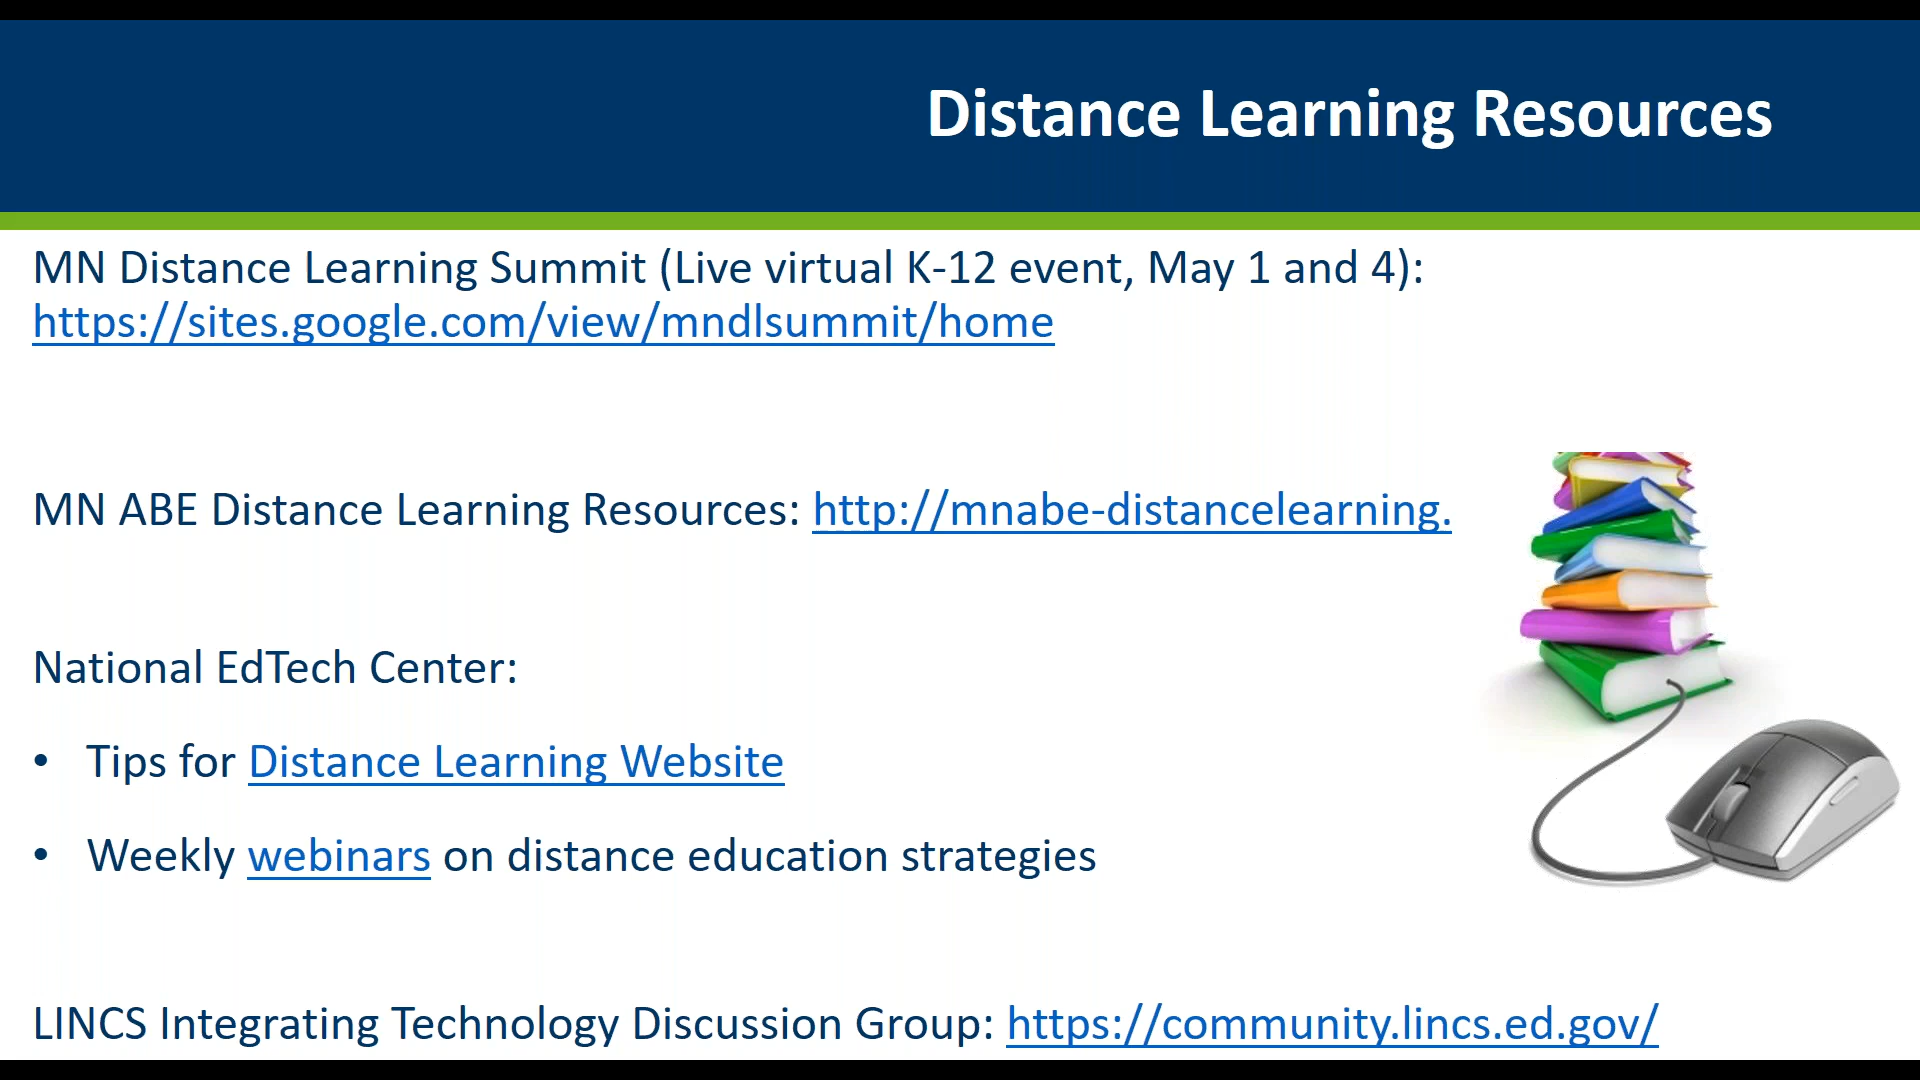 Distance Learning Resources
MN Distance Learning Summit (Live virtual K-12 event, May 1 and 4):
https://sites.google.com/view/mndlsummit/home
MN ABE Distance Learning Resources: http://mnabe-distancelearning.
National EdTech Center:
• Tips for Distance Learning Website
• Weekly webinars on distance education strategies
LINCS Integrating Technology Discussion Group: https://community.lincs.ed.gov/